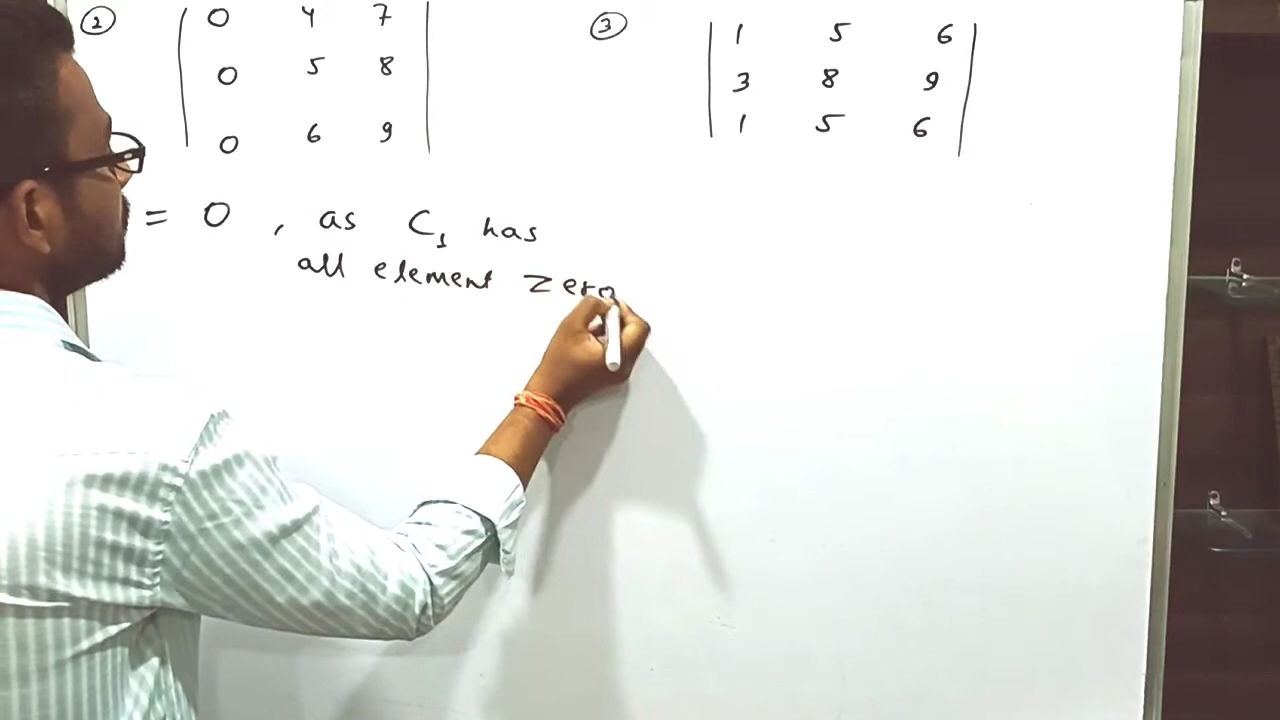 ② | 0 4 7 |
| 0 5 8 |
| 0 6 9 |
= 0 , as C₁ has
all element zero
③ | 1 5 6 |
| 3 8 9 |
| 1 5 6 |